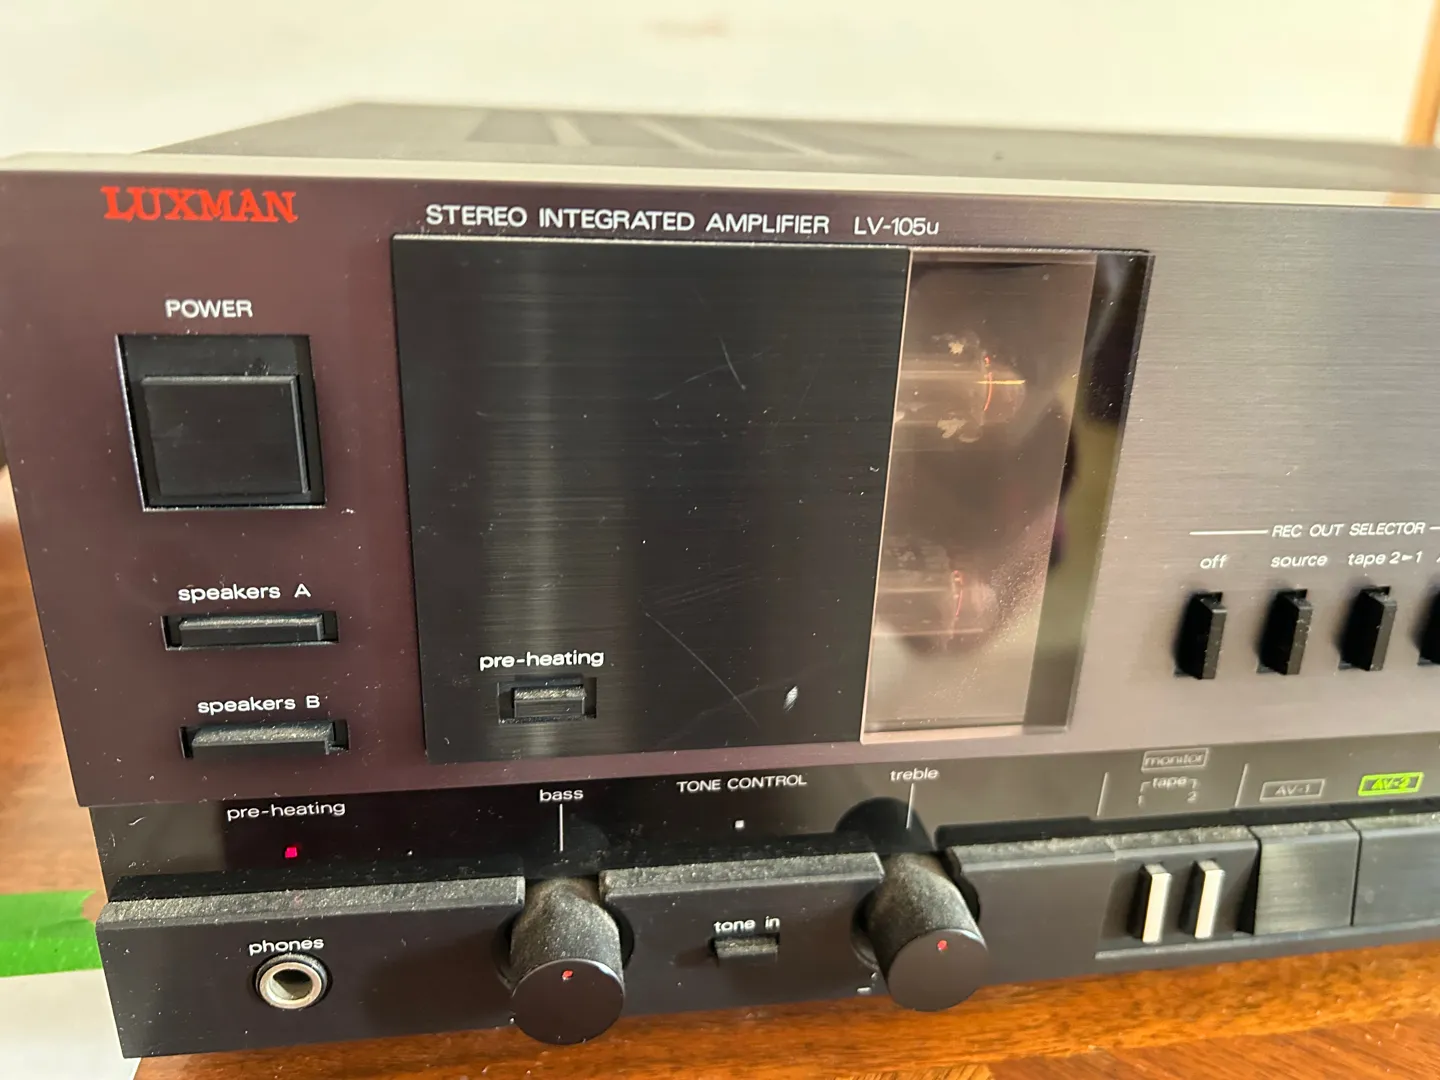 LUXMAN
STEREO INTEGRATED AMPLIFIER LV-105u
POWER
speakers A
speakers B
pre-heating
REC OUT SELECTOR
off source tape 2►1
pre-heating
bass
TONE CONTROL
treble
monitor
tape
1 2
AV-1 AV-2
phones
tone in